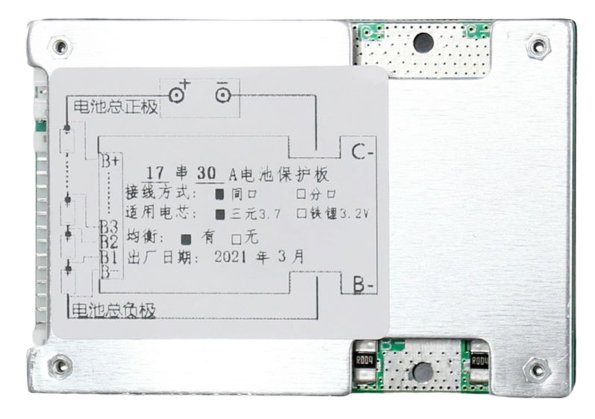 + −
电池总正极
C-
B+
17 串 30 A电池保护板
接线方式: ■ 同口 □分口
适用电芯: ■三元3.7 □铁锂3.2V
B3
B2
均衡: ■ 有 □无
B1
出厂日期: 2021 年 3 月
B-
B-
电池总负极
R004
R004